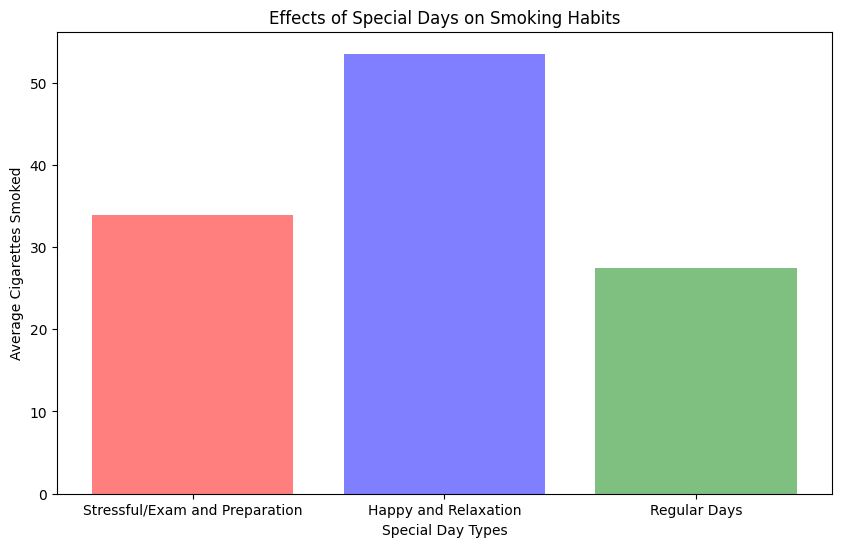 Effects of Special Days on Smoking Habits
Average Cigarettes Smoked
50
40
30
20
10
0
Stressful/Exam and Preparation
Happy and Relaxation
Regular Days
Special Day Types